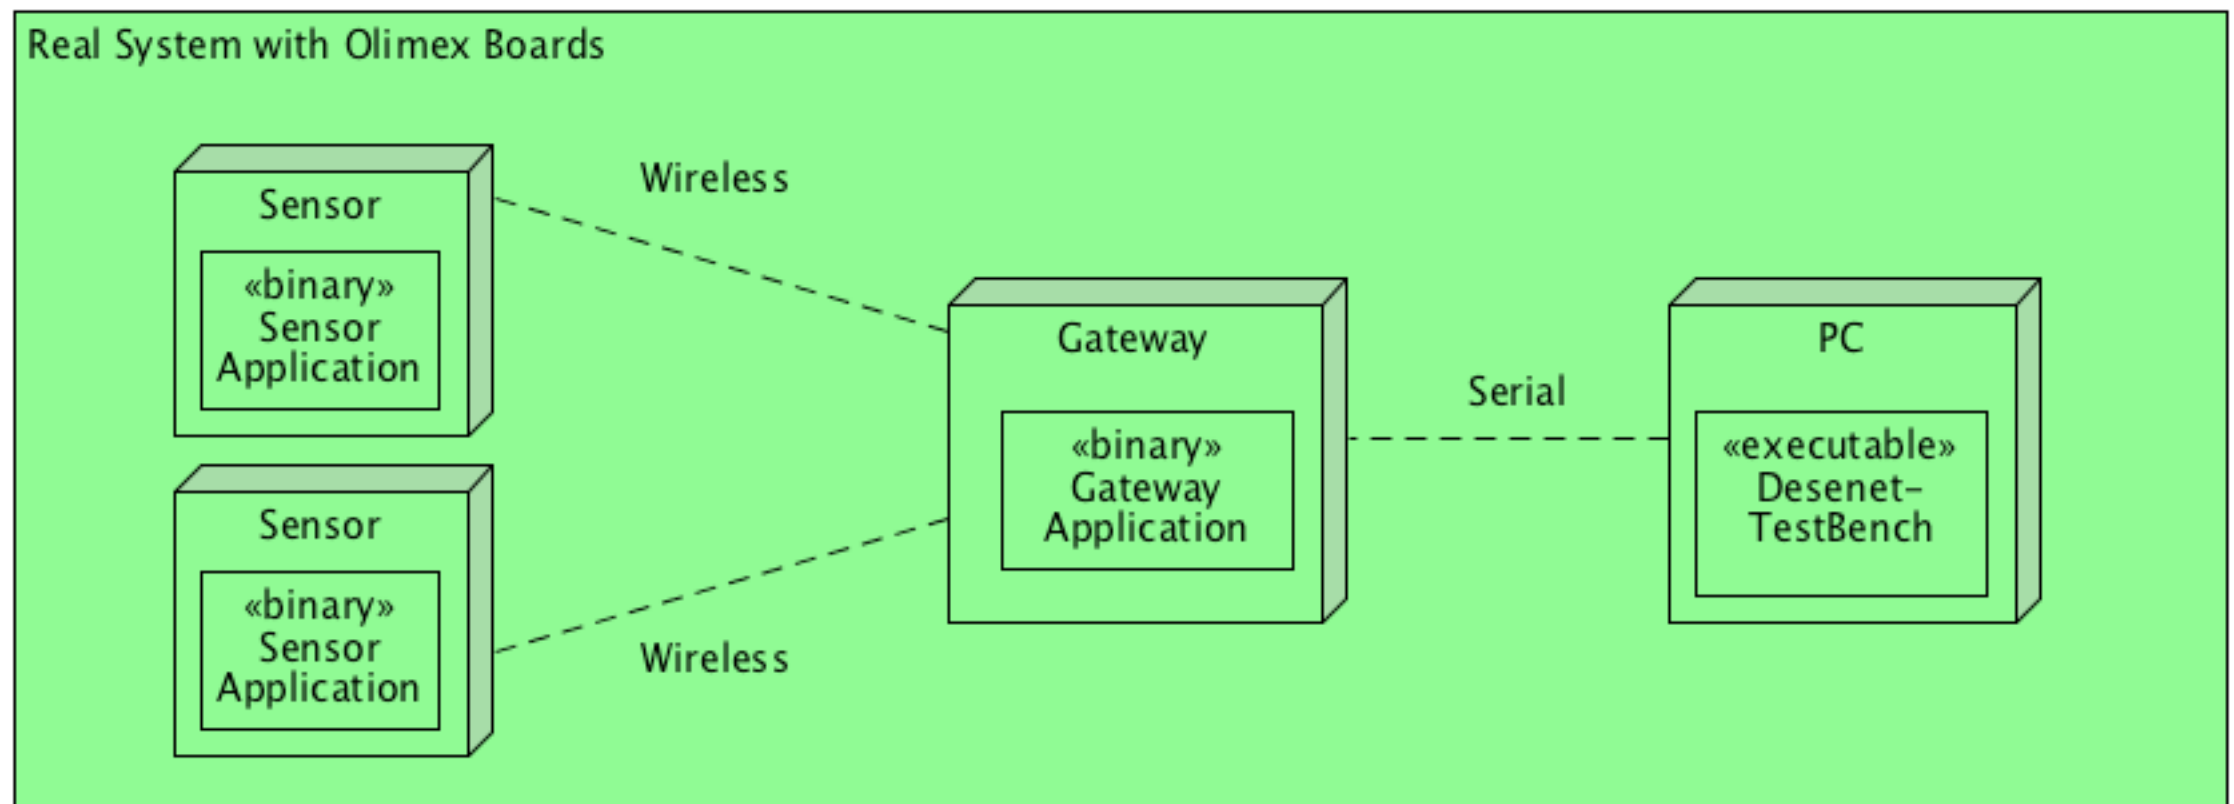 Real System with Olimex Boards
Sensor
«binary»
Sensor
Application
Wireless
Sensor
«binary»
Sensor
Application
Wireless
Gateway
«binary»
Gateway
Application
Serial
PC
«executable»
Desenet-
TestBench